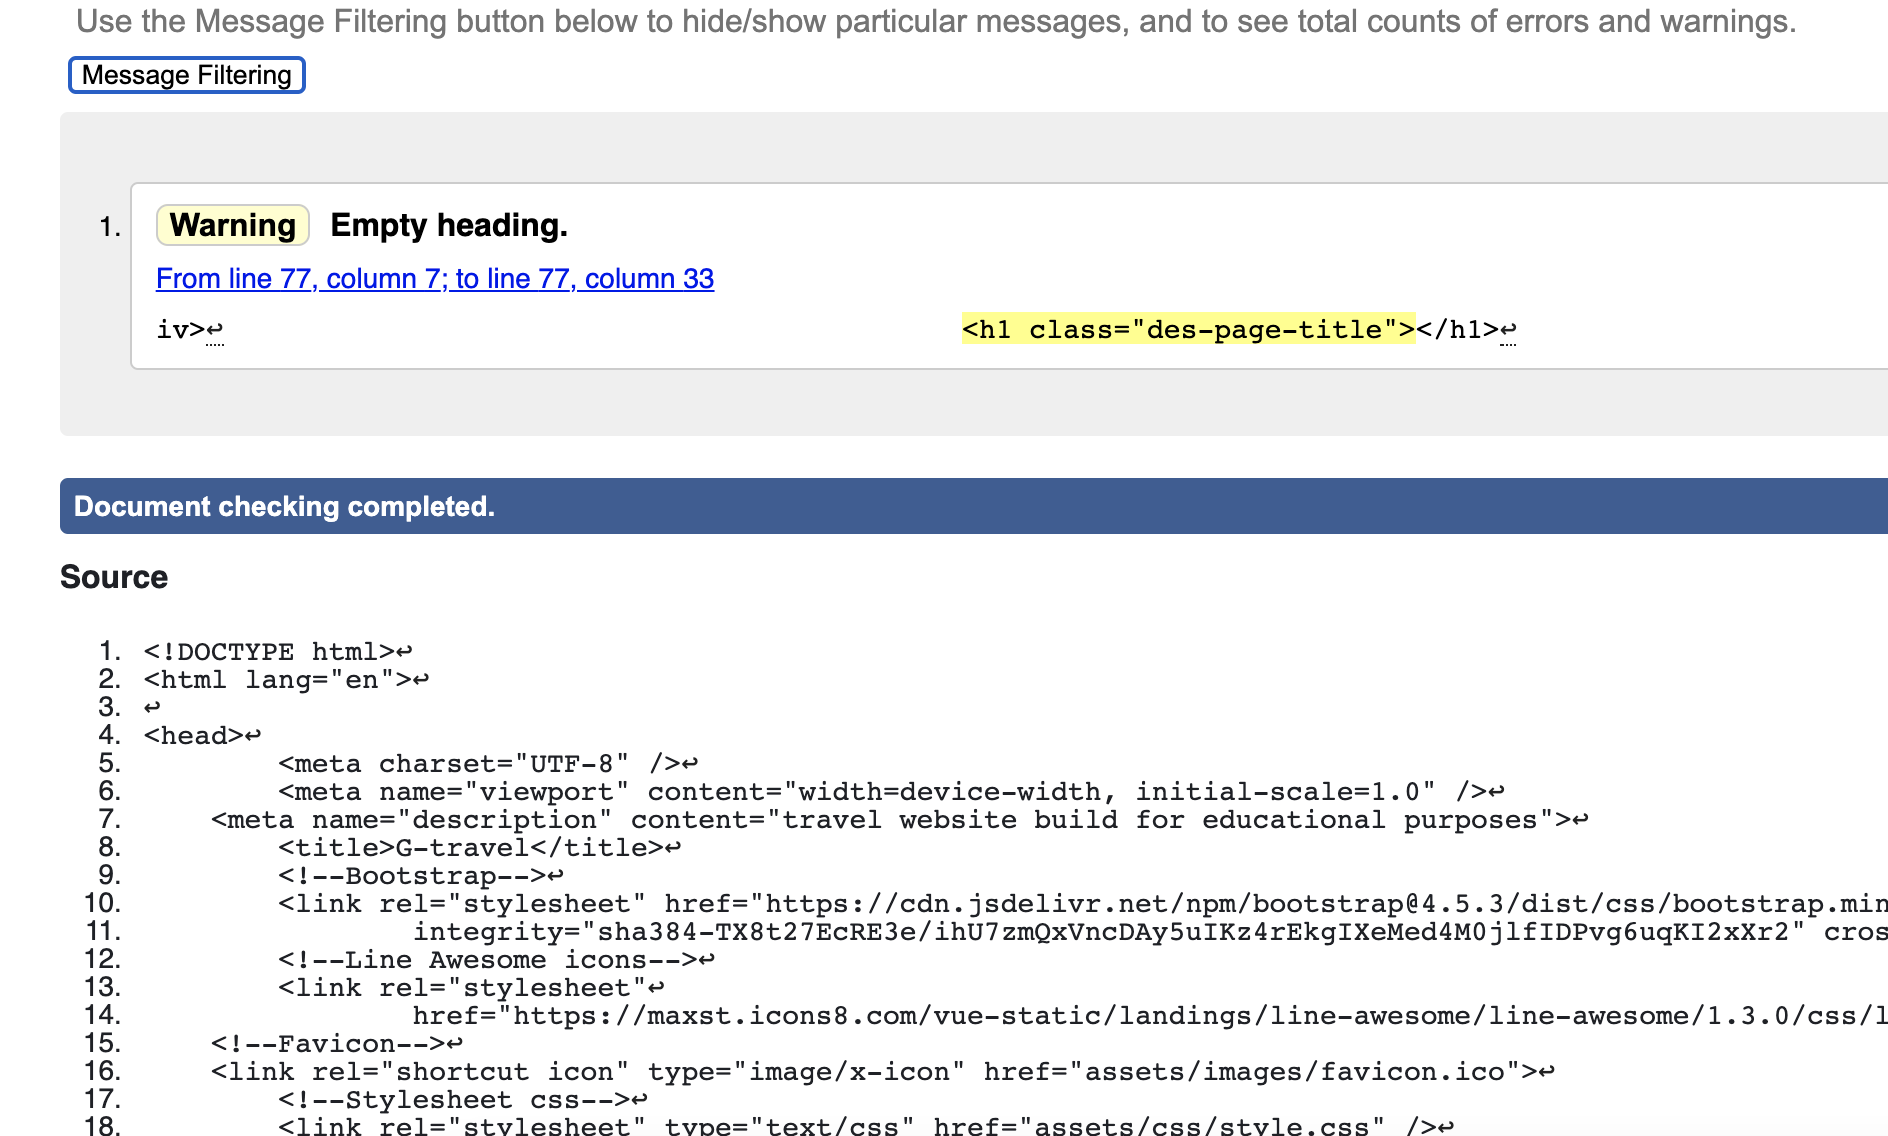 Use the Message Filtering button below to hide/show particular messages, and to see total counts of errors and warnings.
Message Filtering
1. Warning Empty heading.
From line 77, column 7; to line 77, column 33
iv>↩ <h1 class="des-page-title"></h1>↩
Document checking completed.
Source
1. <!DOCTYPE html>↩
2. <html lang="en">↩
3. ↩
4. <head>↩
5. <meta charset="UTF-8" />↩
6. <meta name="viewport" content="width=device-width, initial-scale=1.0" />↩
7. <meta name="description" content="travel website build for educational purposes">↩
8. <title>G-travel</title>↩
9. <!--Bootstrap-->↩
10. <link rel="stylesheet" href="https://cdn.jsdelivr.net/npm/bootstrap@4.5.3/dist/css/bootstrap.min
11. integrity="sha384-TX8t27EcRE3e/ihU7zmQxVncDAy5uIKz4rEkgIXeMed4M0jlfIDPvg6uqKI2xXr2" cros
12. <!--Line Awesome icons-->↩
13. <link rel="stylesheet"↩
14. href="https://maxst.icons8.com/vue-static/landings/line-awesome/line-awesome/1.3.0/css/l
15. <!--Favicon-->↩
16. <link rel="shortcut icon" type="image/x-icon" href="assets/images/favicon.ico">↩
17. <!--Stylesheet css-->↩
18. <link rel="stylesheet" type="text/css" href="assets/css/style.css" />↩